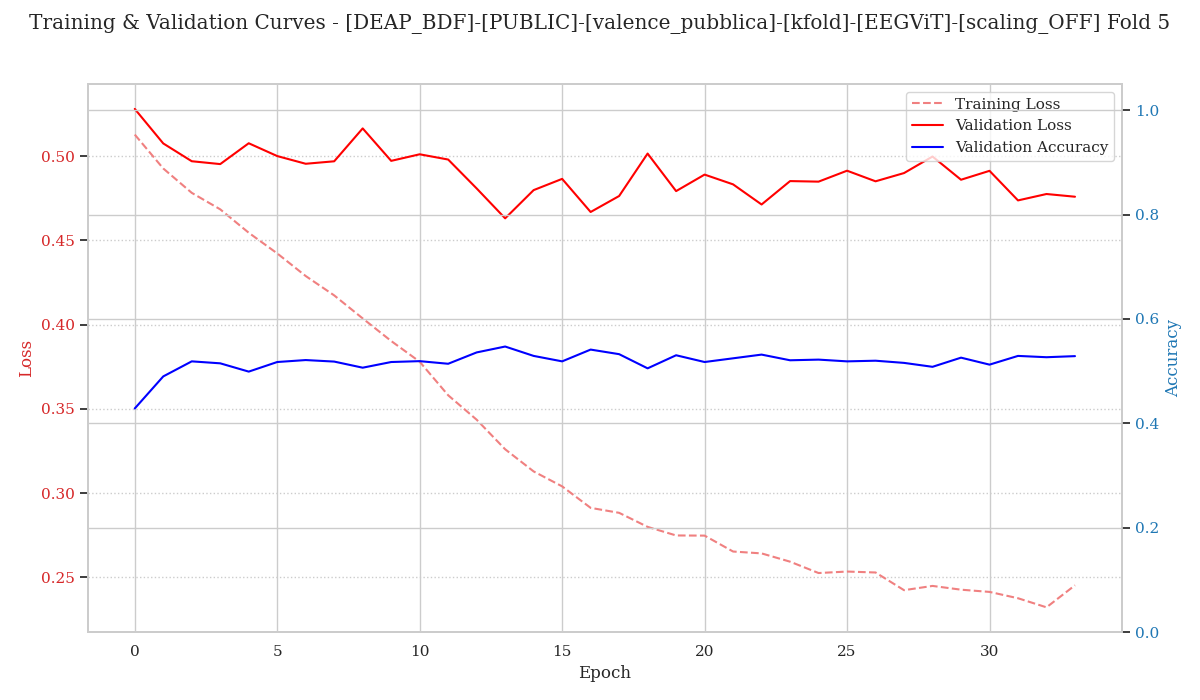 Training & Validation Curves - [DEAP_BDF]-[PUBLIC]-[valence_pubblica]-[kfold]-[EEGViT]-[scaling_OFF] Fold 5
Training Loss
Validation Loss
Validation Accuracy
Loss
0.50
0.45
0.40
0.35
0.30
0.25
1.0
0.8
0.6
0.4
0.2
0.0
Accuracy
0
5
10
15
20
25
30
Epoch